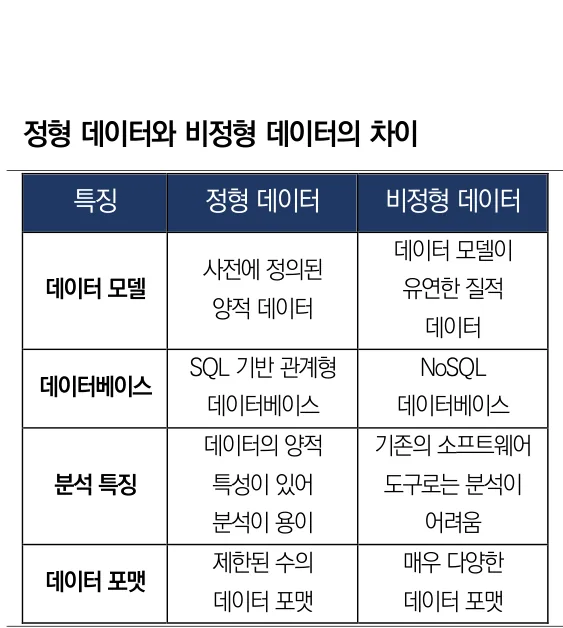 정형 데이터와 비정형 데이터의 차이
특징 정형 데이터 비정형 데이터
데이터 모델
사전에 정의된
양적 데이터
데이터 모델이
유연한 질적
데이터
데이터베이스
SQL 기반 관계형
데이터베이스
NoSQL
데이터베이스
분석 특징
데이터의 양적
특성이 있어
분석이 용이
기존의 소프트웨어
도구로는 분석이
어려움
데이터 포맷
제한된 수의
데이터 포맷
매우 다양한
데이터 포맷